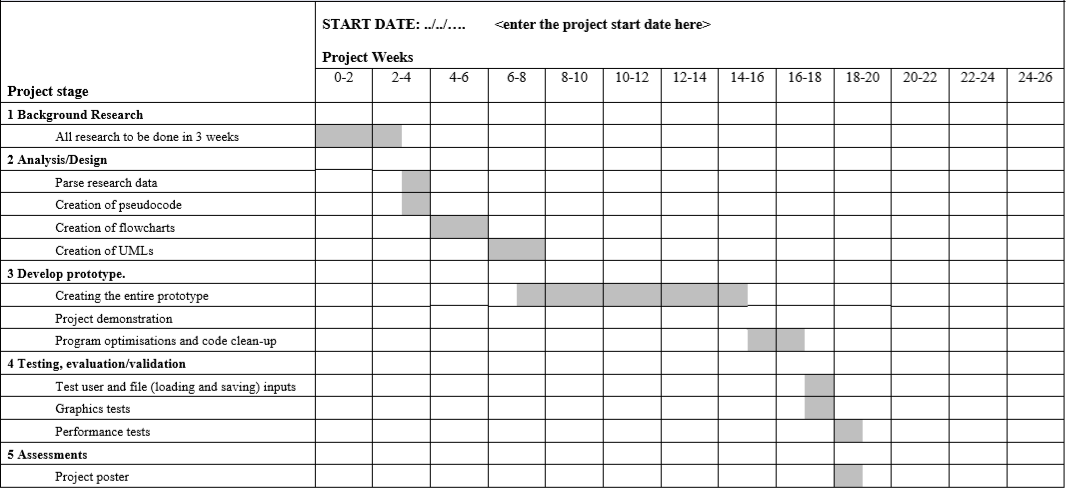 START DATE: ../../…. <enter the project start date here>
Project Weeks
Project stage
0-2 2-4 4-6 6-8 8-10 10-12 12-14 14-16 16-18 18-20 20-22 22-24 24-26
1 Background Research
All research to be done in 3 weeks
2 Analysis/Design
Parse research data
Creation of pseudocode
Creation of flowcharts
Creation of UMLs
3 Develop prototype.
Creating the entire prototype
Project demonstration
Program optimisations and code clean-up
4 Testing, evaluation/validation
Test user and file (loading and saving) inputs
Graphics tests
Performance tests
5 Assessments
Project poster